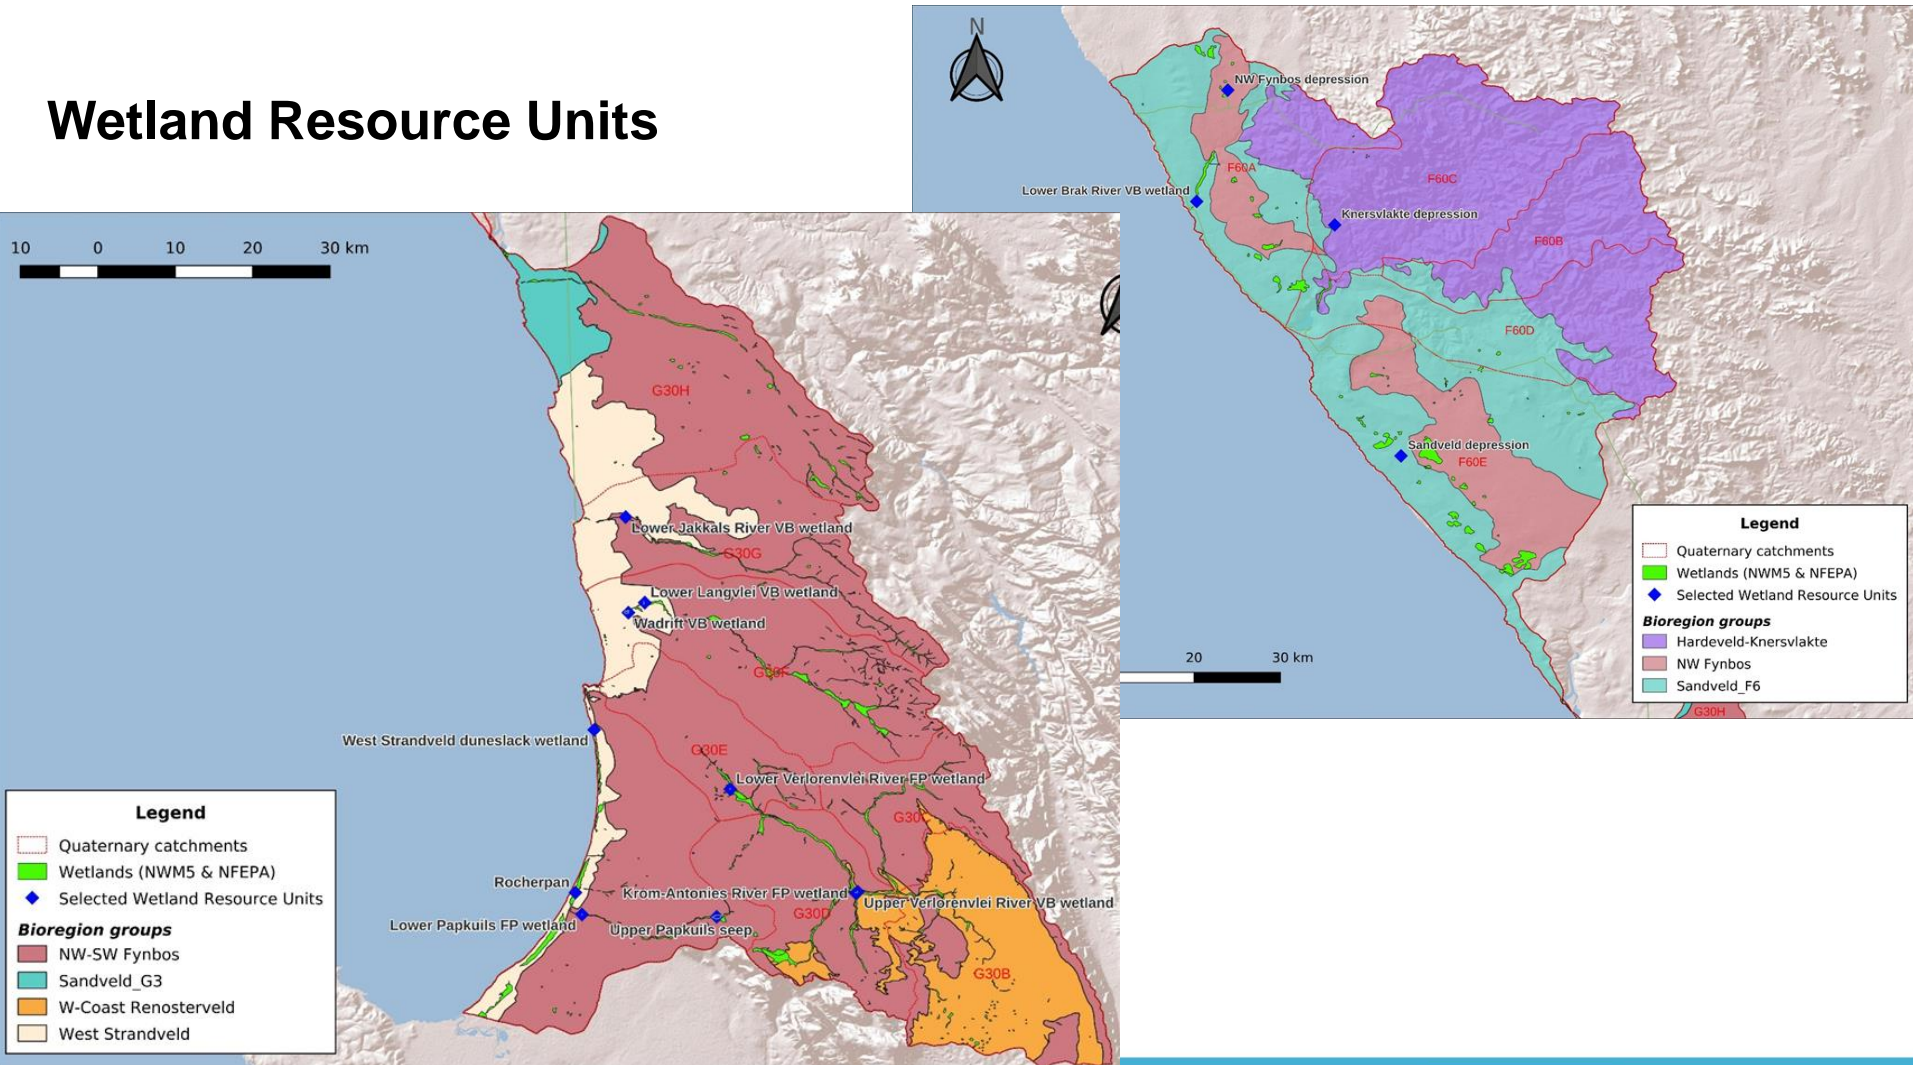 Wetland Resource Units
N
NW Fynbos depression
F60A
F60C
Lower Brak River VB wetland
Knersvlakte depression
F60B
F60D
Sandveld depression
F60E
20 30 km
Legend
Quaternary catchments
Wetlands (NWM5 & NFEPA)
Selected Wetland Resource Units
Bioregion groups
Hardeveld-Knersvlakte
NW Fynbos
Sandveld_F6
G30H
10 0 10 20 30 km
G30H
Lower Jakkals River VB wetland
G30G
Lower Langvlei VB wetland
Wadrift VB wetland
G30F
West Strandveld duneslack wetland
G30E
Lower Verlorenvlei River FP wetland
G30C
Rocherpan
Krom-Antonies River FP wetland
Upper Verlorenvlei River VB wetland
G30D
Lower Papkuils FP wetland
Upper Papkuils seep
G30B
Legend
Quaternary catchments
Wetlands (NWM5 & NFEPA)
Selected Wetland Resource Units
Bioregion groups
NW-SW Fynbos
Sandveld_G3
W-Coast Renosterveld
West Strandveld